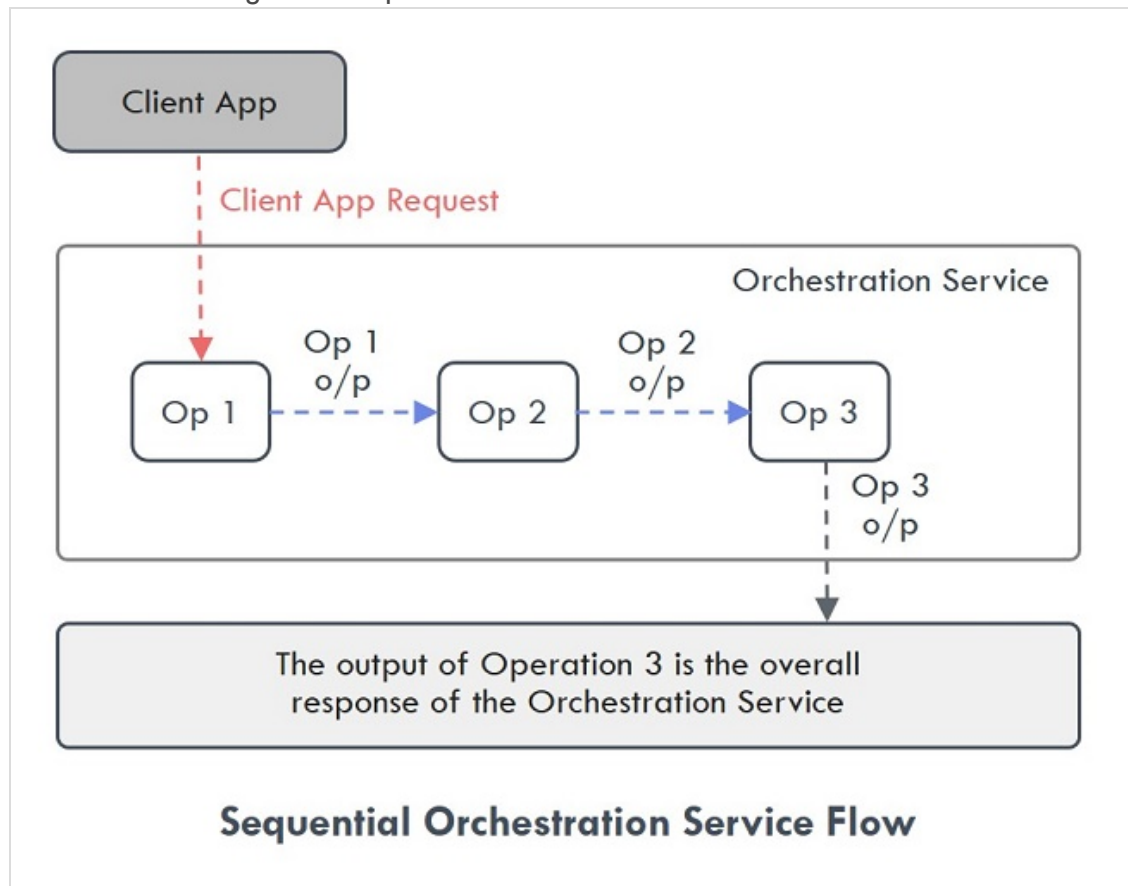 Client App
Client App Request
Orchestration Service
Op 1
o/p
Op 2
o/p
Op 1
Op 2
Op 3
Op 3
o/p
The output of Operation 3 is the overall
response of the Orchestration Service
Sequential Orchestration Service Flow